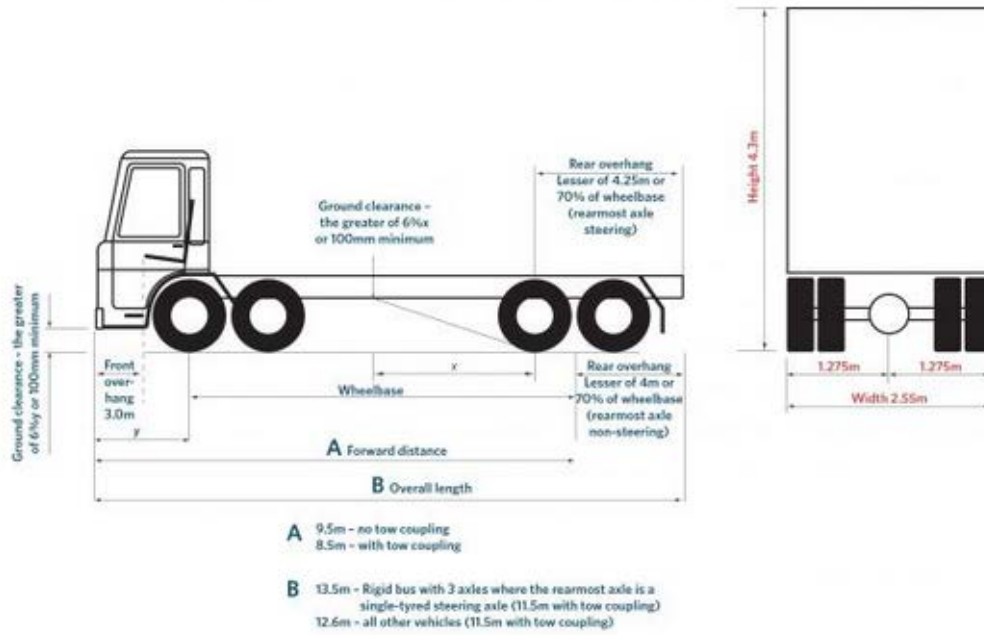 Height 4.3m
Rear overhang
Lesser of 4.25m or
70% of wheelbase
(rearmost axle
steering)
Ground clearance -
the greater of 6%x
or 100mm minimum
Ground clearance - the greater
of 6%y or 100mm minimum
Front
over-
hang
3.0m
y
x
Wheelbase
Rear overhang
Lesser of 4m or
70% of wheelbase
(rearmost axle
non-steering)
1.275m
1.275m
Width 2.55m
A Forward distance
B Overall length
A 9.5m - no tow coupling
8.5m - with tow coupling
B 13.5m - Rigid bus with 3 axles where the rearmost axle is a
single-tyred steering axle (11.5m with tow coupling)
12.6m - all other vehicles (11.5m with tow coupling)